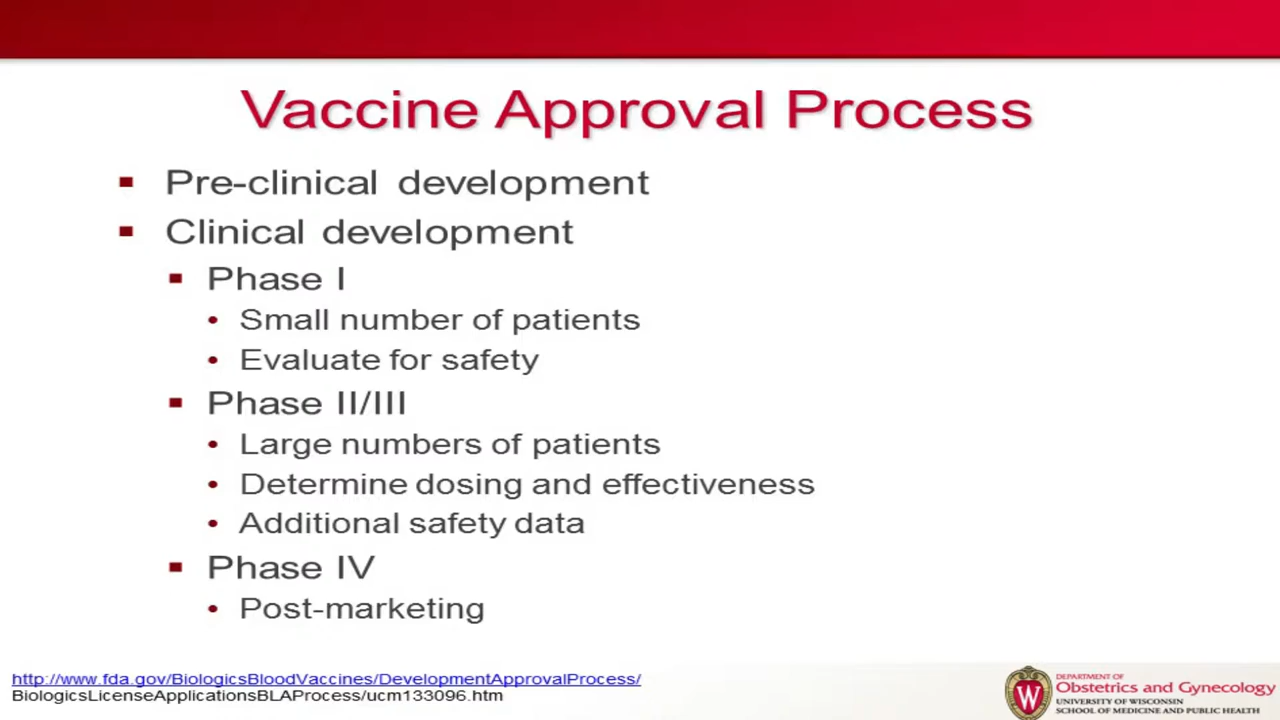 Vaccine Approval Process
Pre-clinical development
Clinical development
Phase I
Small number of patients
Evaluate for safety
Phase II/III
Large numbers of patients
Determine dosing and effectiveness
Additional safety data
Phase IV
Post-marketing
http://www.fda.gov/BiologicsBloodVaccines/DevelopmentApprovalProcess/
BiologicsLicenseApplicationsBLAProcess/ucm133096.htm
W
DEPARTMENT OF
Obstetrics and Gynecology
UNIVERSITY OF WISCONSIN
SCHOOL OF MEDICINE AND PUBLIC HEALTH